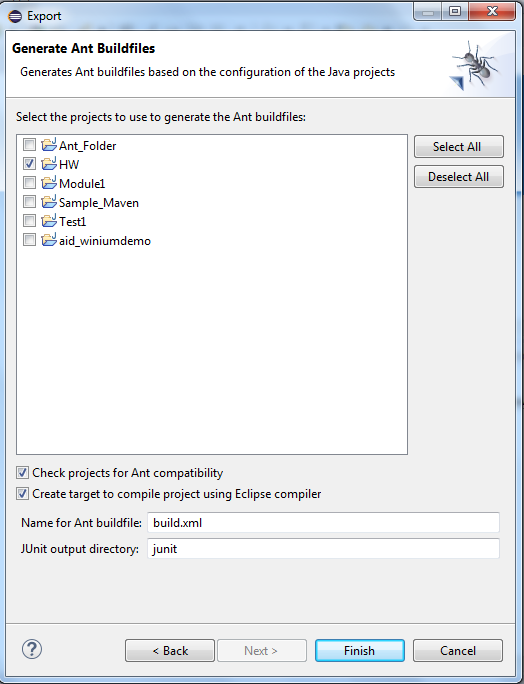 Export
Generate Ant Buildfiles
Generates Ant buildfiles based on the configuration of the Java projects
Select the projects to use to generate the Ant buildfiles:
Ant_Folder
HW
Module1
Sample_Maven
Test1
aid_winiumdemo
Select All
Deselect All
Check projects for Ant compatibility
Create target to compile project using Eclipse compiler
Name for Ant buildfile: build.xml
JUnit output directory: junit
? < Back Next > Finish Cancel